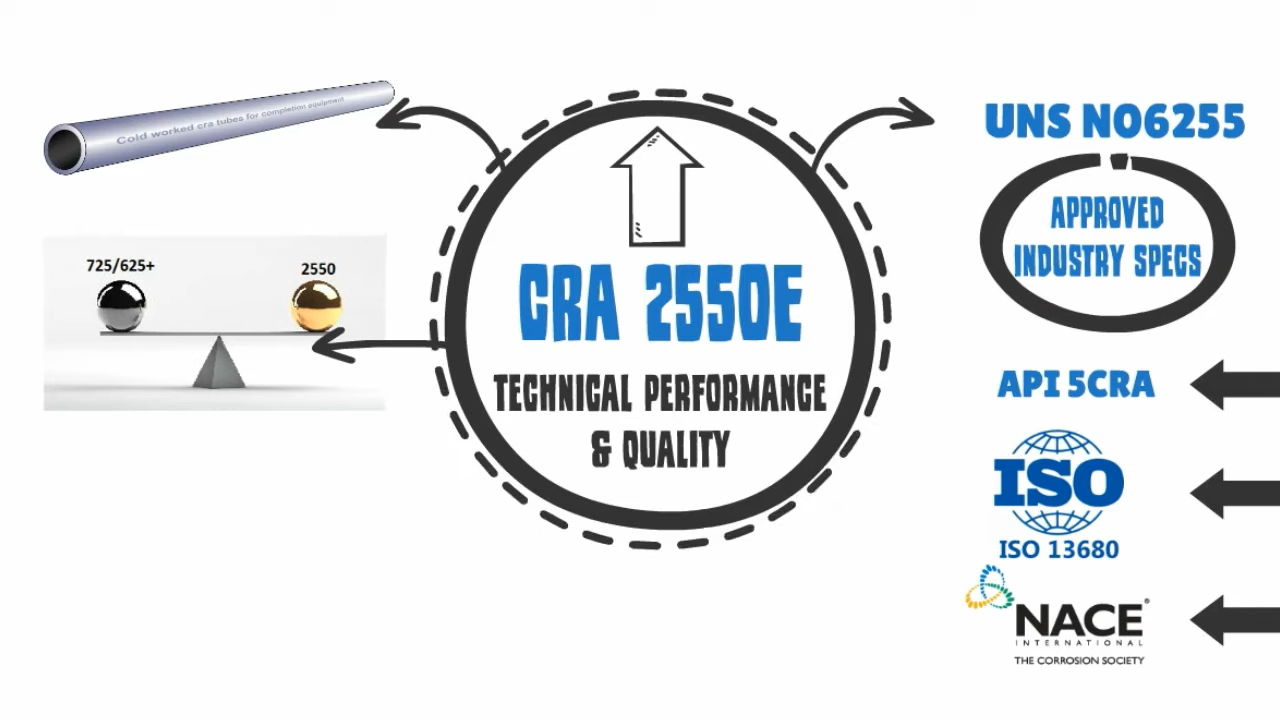 Cold worked cra tubes for completion equipment
725/625+
2550
CRA 2550E
TECHNICAL PERFORMANCE
& QUALITY
UNS NO6255
APPROVED
INDUSTRY SPECS
API 5CRA
ISO
ISO 13680
NACE®
INTERNATIONAL
THE CORROSION SOCIETY